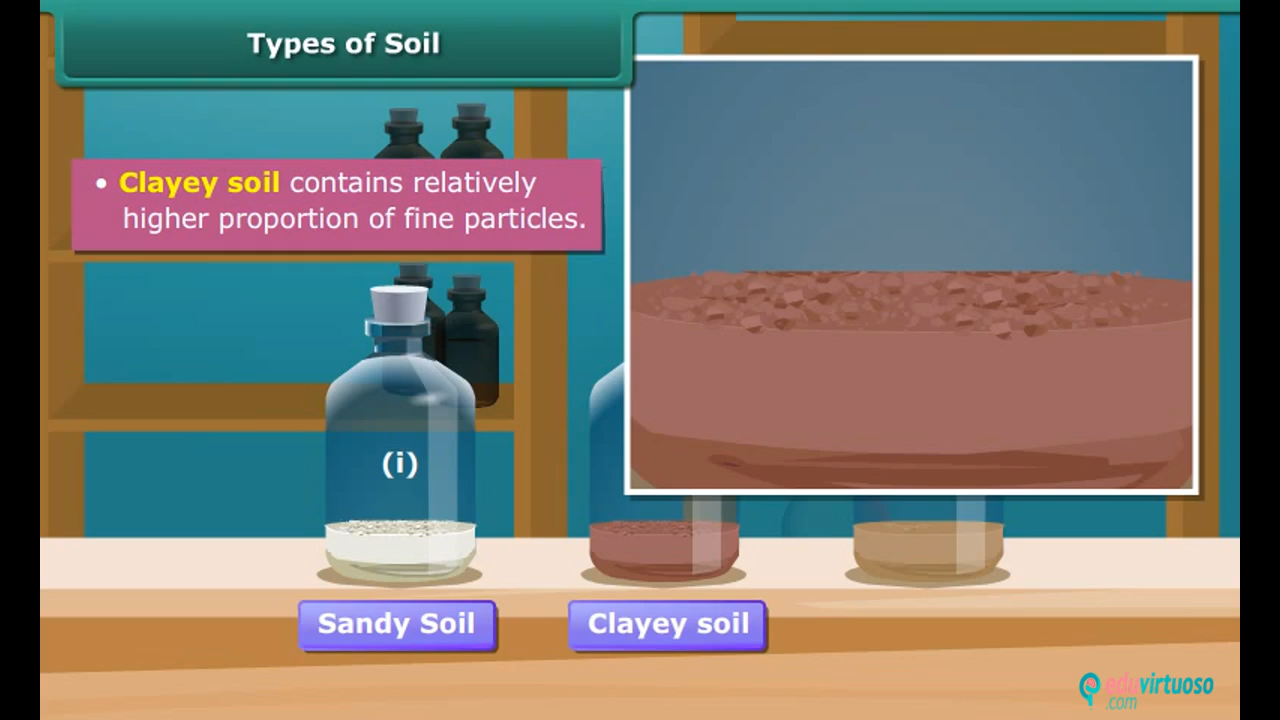 Types of Soil
• Clayey soil contains relatively
higher proportion of fine particles.
(i)
Sandy Soil
Clayey soil
eduvirtuoso
.com